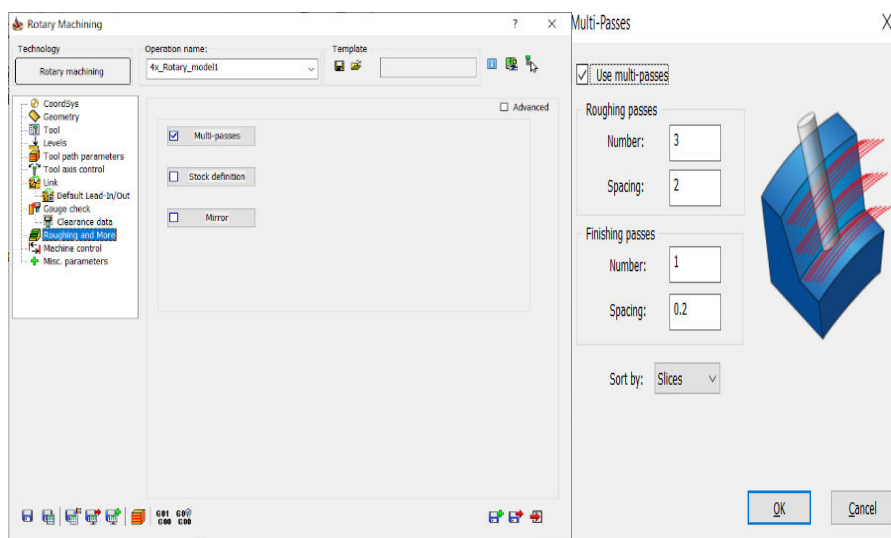 Rotary Machining
Technology
Operation name:
Template
Rotary machining
4x_Rotary_model1
CoordSys
Geometry
Tool
Levels
Tool path parameters
Tool axis control
Link
Default Lead-In/Out
Gouge check
Clearance data
Roughing and More
Machine control
Misc. parameters
Advanced
Multi-passes
Stock definition
Mirror
G01 G0
G00 G00
Multi-Passes
Use multi-passes
Roughing passes
Number: 3
Spacing: 2
Finishing passes
Number: 1
Spacing: 0.2
Sort by: Slices
OK
Cancel